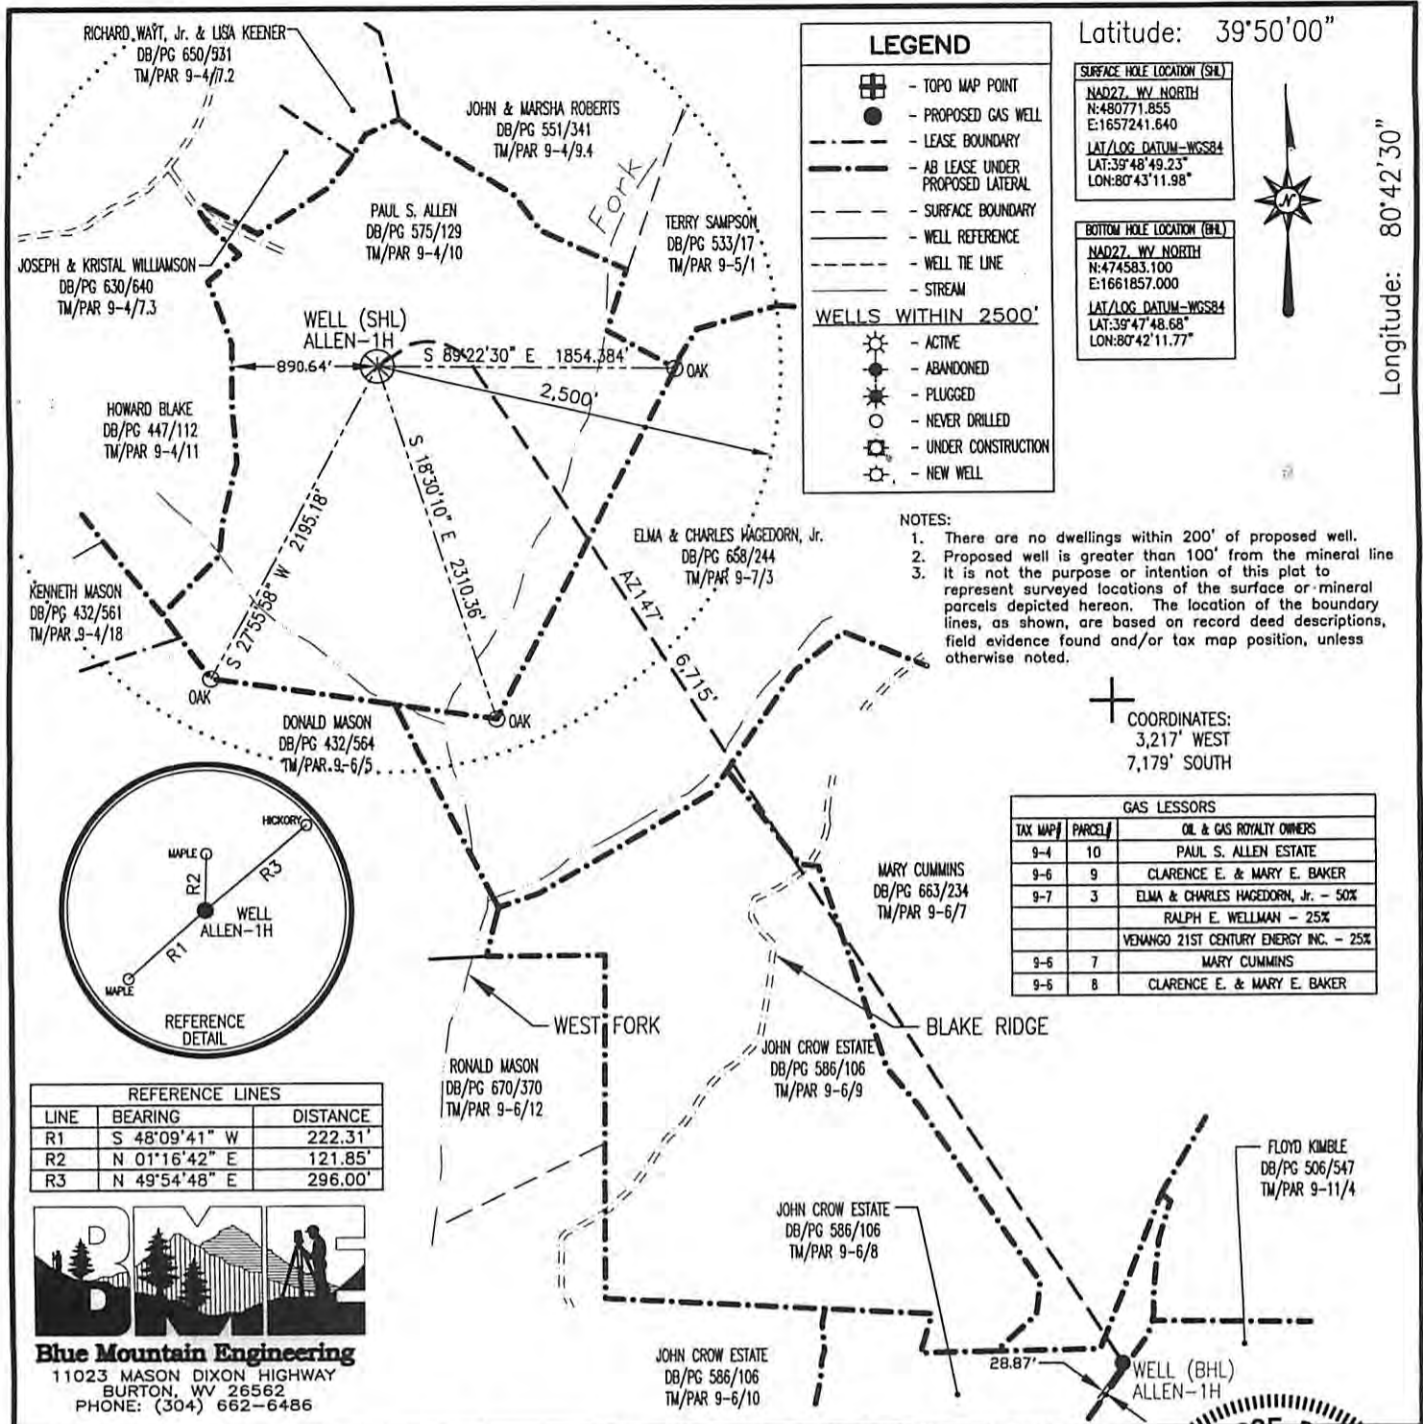 RICHARD WAYT, Jr. & LISA KEENER
DB/PG 650/531
TM/PAR 9-4/7.2
JOHN & MARSHA ROBERTS
DB/PG 551/341
TM/PAR 9-4/9.4
Fork
PAUL S. ALLEN
DB/PG 575/129
TM/PAR 9-4/10
TERRY SAMPSON
DB/PG 533/17
TM/PAR 9-5/1
JOSEPH & KRISTAL WILLIAMSON
DB/PG 630/640
TM/PAR 9-4/7.3
WELL (SHL)
ALLEN-1H
S 89°22'30" E 1854.384'
890.64'
OAK
2,500'
HOWARD BLAKE
DB/PG 447/112
TM/PAR 9-4/11
S 18°30'10" E 2310.36'
S 27°55'58" W 2195.18'
ELMA & CHARLES HAGEDORN, Jr.
DB/PG 658/244
TM/PAR 9-7/3
KENNETH MASON
DB/PG 432/561
TM/PAR 9-4/18
AZ147°
6,715'
OAK
OAK
DONALD MASON
DB/PG 432/564
TM/PAR 9-6/5
LEGEND
- TOPO MAP POINT
- PROPOSED GAS WELL
- LEASE BOUNDARY
- AB LEASE UNDER
PROPOSED LATERAL
- SURFACE BOUNDARY
- WELL REFERENCE
- WELL TIE LINE
- STREAM
WELLS WITHIN 2500'
- ACTIVE
- ABANDONED
- PLUGGED
- NEVER DRILLED
- UNDER CONSTRUCTION
- NEW WELL
Latitude: 39°50'00"
SURFACE HOLE LOCATION (SHL)
NAD27, WV NORTH
N:480771.855
E:1657241.640
LAT/LOG DATUM-WGS84
LAT:39°48'49.23"
LON:80°43'11.98"
BOTTOM HOLE LOCATION (BHL)
NAD27, WV NORTH
N:474583.100
E:1661857.000
LAT/LOG DATUM-WGS84
LAT:39°47'48.68"
LON:80°42'11.77"
N
Longitude: 80°42'30"
NOTES:
1. There are no dwellings within 200' of proposed well.
2. Proposed well is greater than 100' from the mineral line
3. It is not the purpose or intention of this plat to
represent surveyed locations of the surface or mineral
parcels depicted hereon. The location of the boundary
lines, as shown, are based on record deed descriptions,
field evidence found and/or tax map position, unless
otherwise noted.
COORDINATES:
3,217' WEST
7,179' SOUTH
GAS LESSORS
TAX MAP# PARCEL# OIL & GAS ROYALTY OWNERS
9-4 10 PAUL S. ALLEN ESTATE
9-6 9 CLARENCE E. & MARY E. BAKER
9-7 3 ELMA & CHARLES HAGEDORN, Jr. - 50%
RALPH E. WELLMAN - 25%
VENANGO 21ST CENTURY ENERGY INC. - 25%
9-6 7 MARY CUMMINS
9-6 8 CLARENCE E. & MARY E. BAKER
HICKORY
MAPLE
R2
R3
WELL
ALLEN-1H
R1
MAPLE
REFERENCE
DETAIL
MARY CUMMINS
DB/PG 663/234
TM/PAR 9-6/7
WEST FORK
BLAKE RIDGE
RONALD MASON
DB/PG 670/370
TM/PAR 9-6/12
JOHN CROW ESTATE
DB/PG 586/106
TM/PAR 9-6/9
REFERENCE LINES
LINE BEARING DISTANCE
R1 S 48°09'41" W 222.31'
R2 N 01°16'42" E 121.85'
R3 N 49°54'48" E 296.00'
FLOYD KIMBLE
DB/PG 506/547
TM/PAR 9-11/4
JOHN CROW ESTATE
DB/PG 586/106
TM/PAR 9-6/8
BME
Blue Mountain Engineering
11023 MASON DIXON HIGHWAY
BURTON, WV 26562
PHONE: (304) 662-6486
JOHN CROW ESTATE
DB/PG 586/106
TM/PAR 9-6/10
28.87'
WELL (BHL)
ALLEN-1H